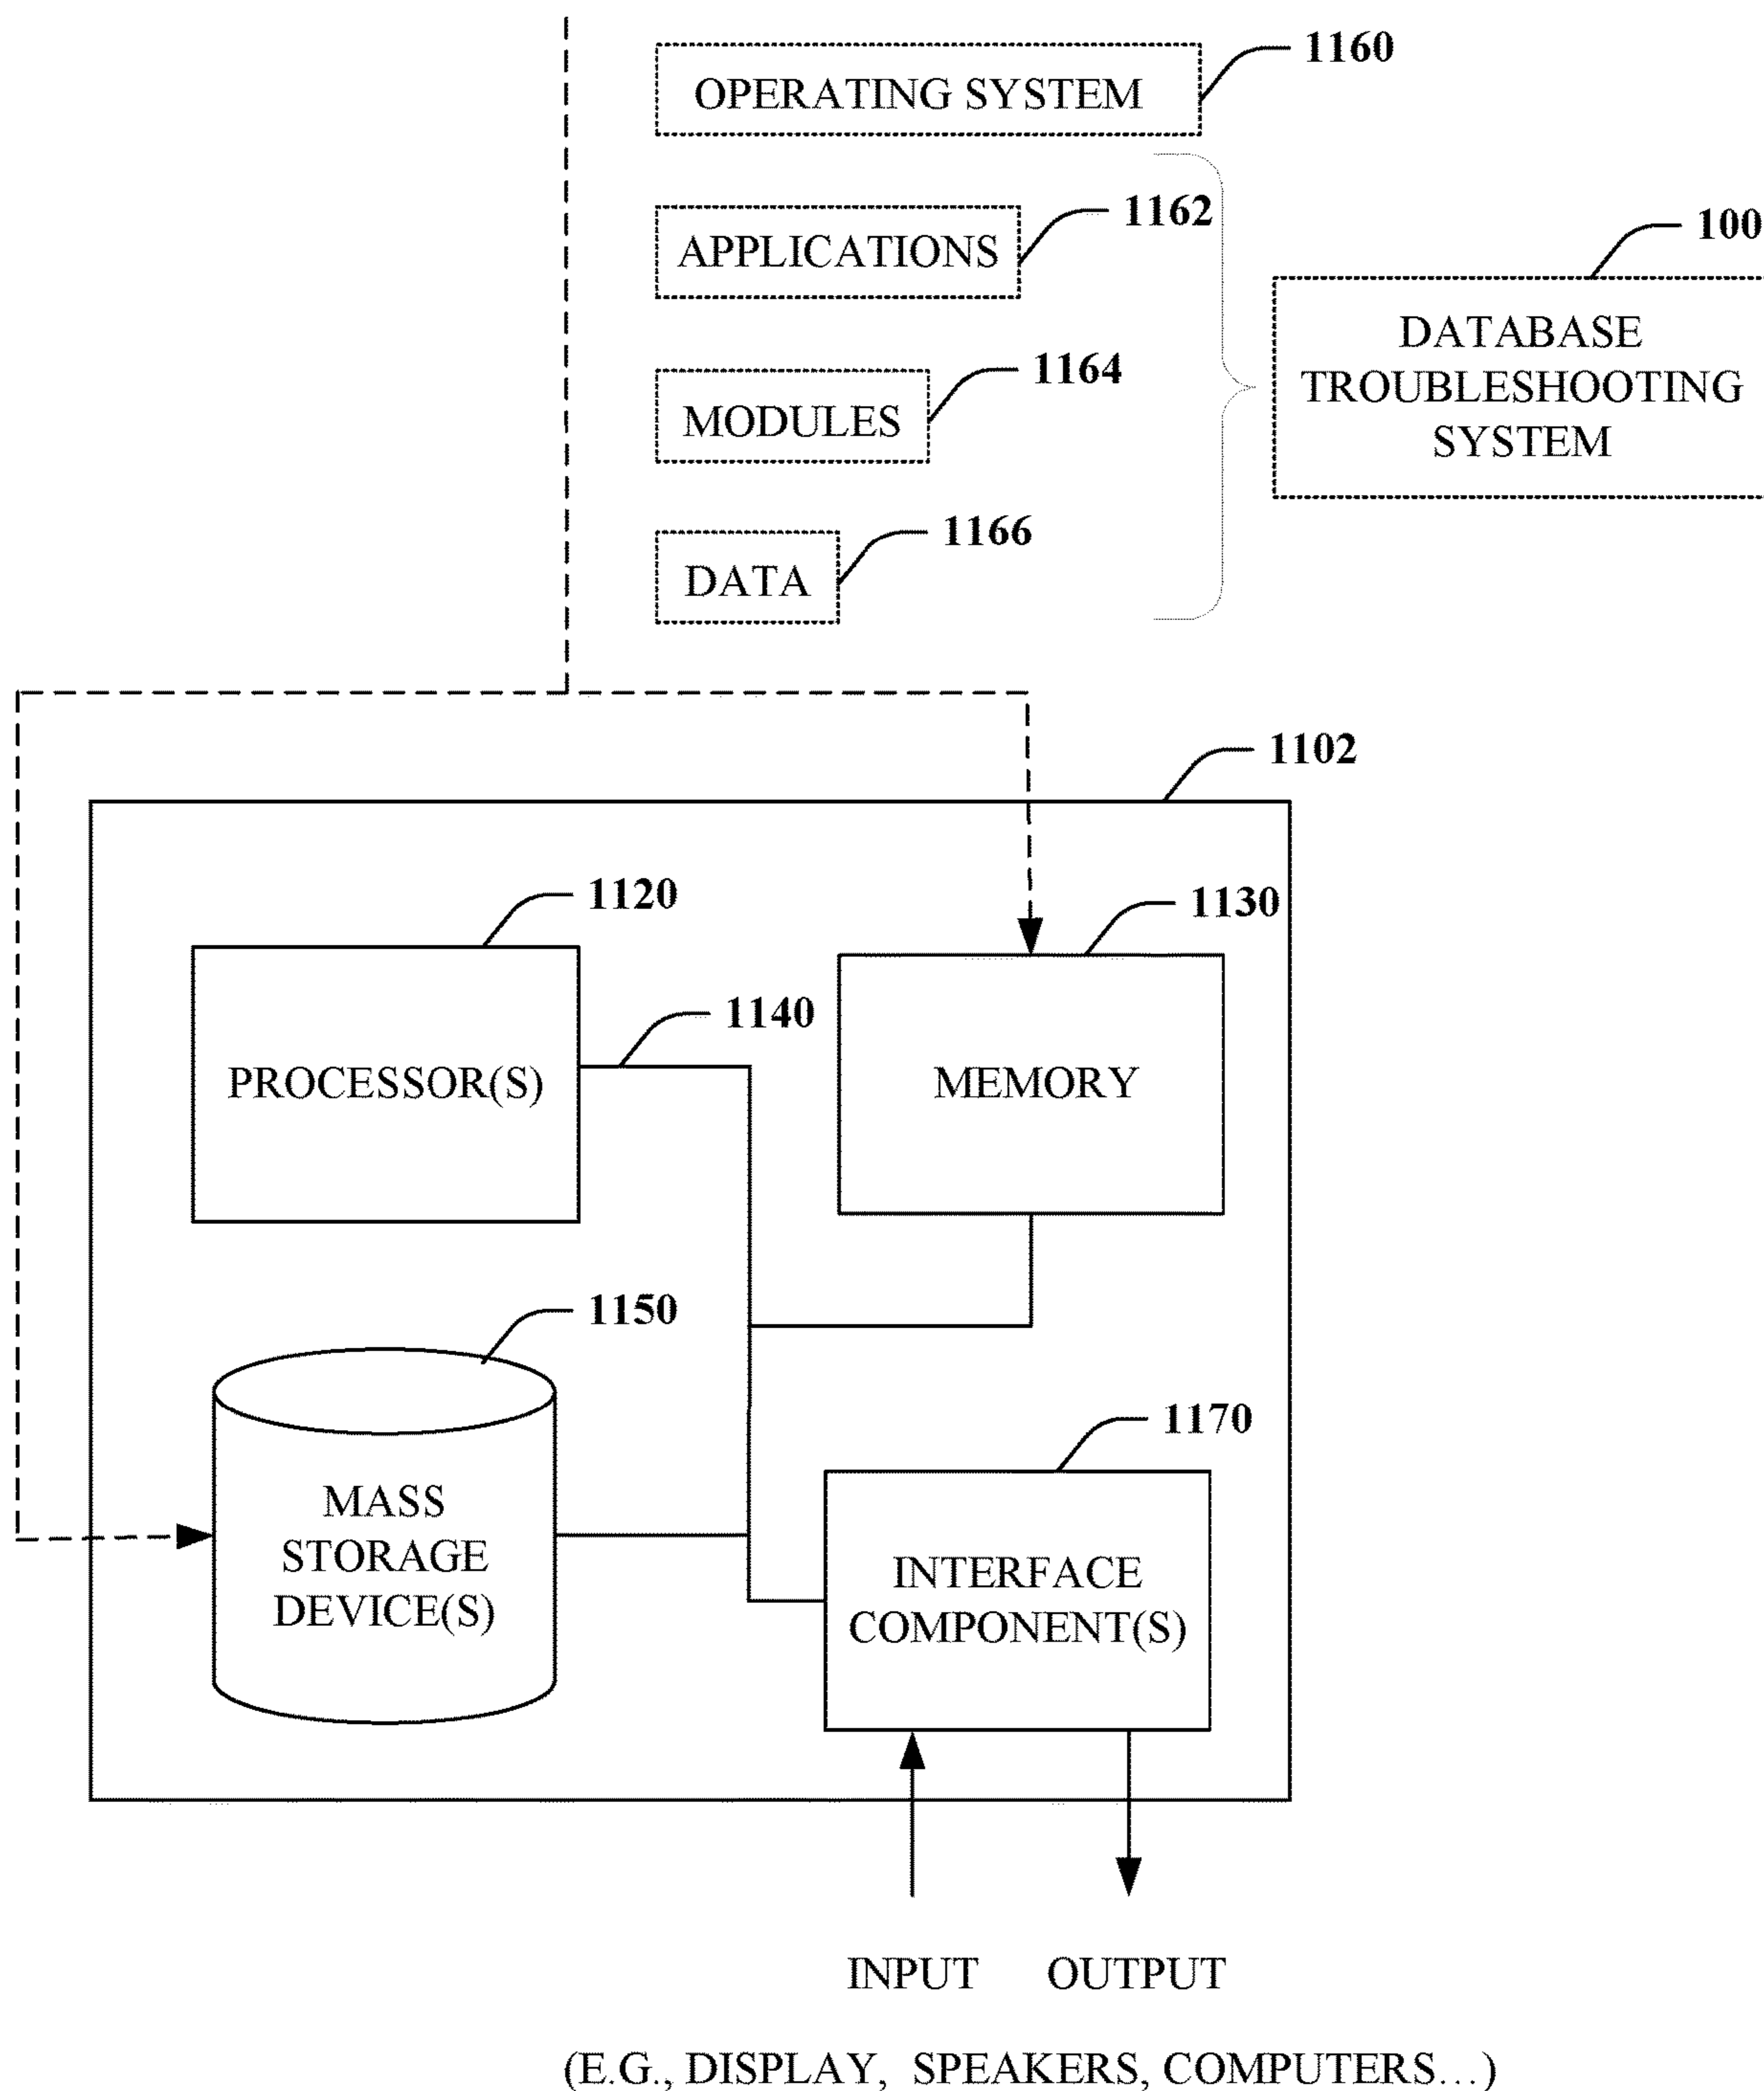 1160
OPERATING SYSTEM
1162
APPLICATIONS
100
DATABASE
TROUBLESHOOTING
SYSTEM
1164
MODULES
1166
DATA
1102
1120
PROCESSOR(S)
1130
MEMORY
1140
1150
MASS
STORAGE
DEVICE(S)
1170
INTERFACE
COMPONENT(S)
INPUT OUTPUT
(E.G., DISPLAY, SPEAKERS, COMPUTERS…)